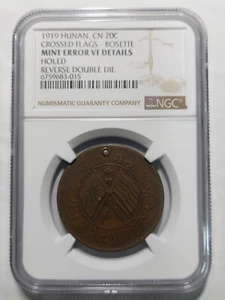 1919 HUNAN, CN 20C
CROSSED FLAGS - ROSETTE
MINT ERROR VF DETAILS
HOLED
REVERSE DOUBLE DIE
6759683-015
NUMISMATIC GUARANTY COMPANY
NGC